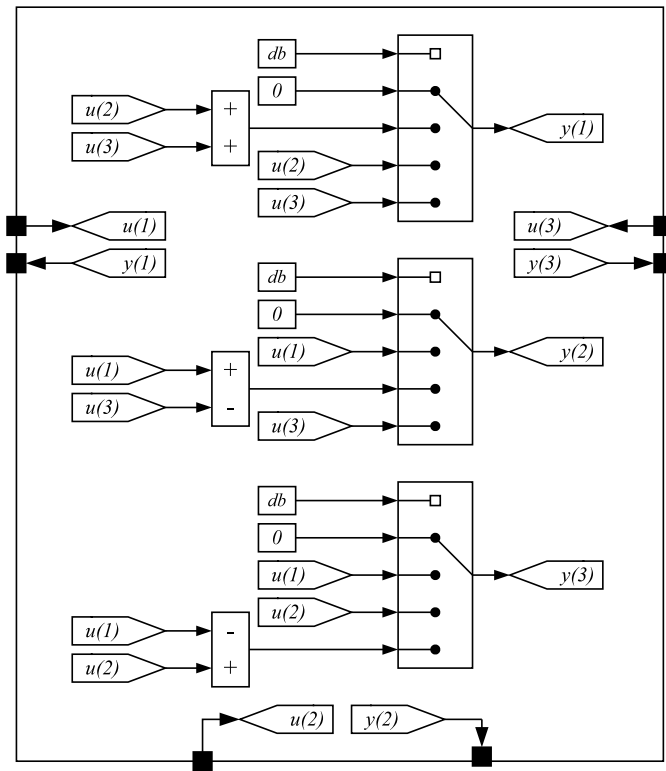 db
0
u(2)
+
u(3)
+
y(1)
u(2)
u(3)
u(1)
u(3)
y(1)
y(3)
db
0
u(1)
y(2)
u(1)
+
u(3)
-
u(3)
db
0
u(1)
y(3)
u(2)
u(1)
-
u(2)
+
u(2)
y(2)